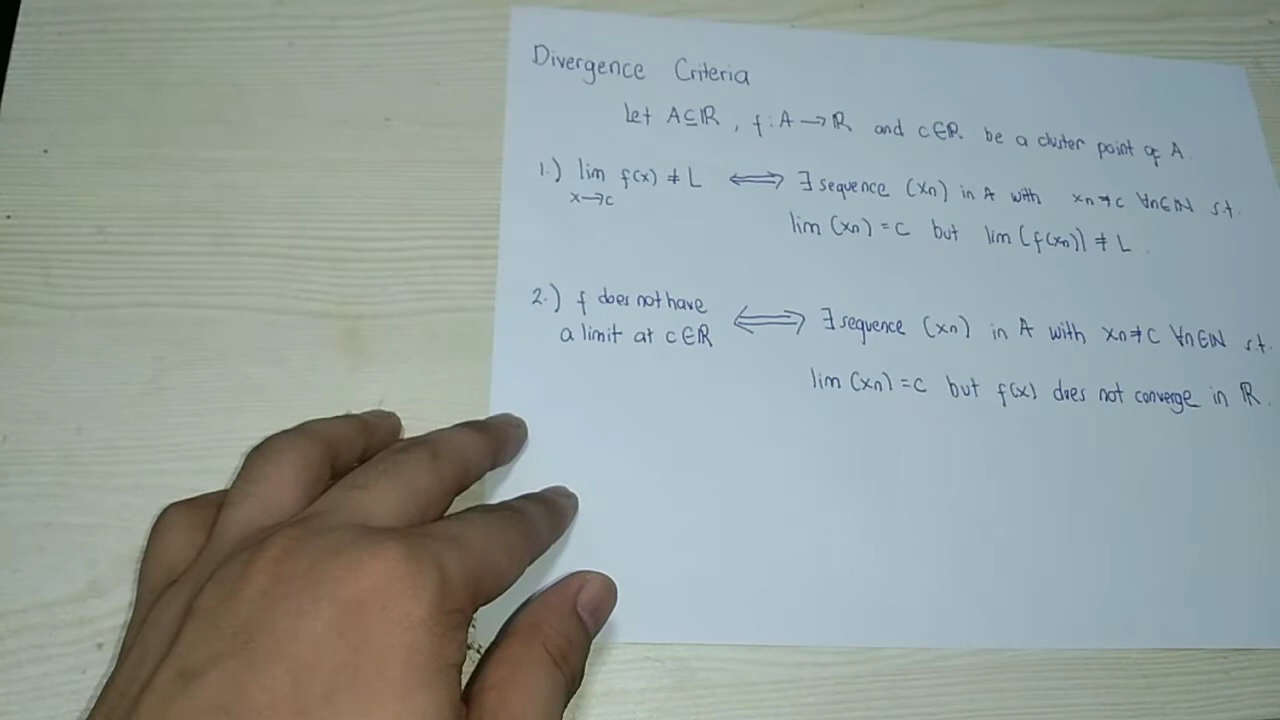 Divergence Criteria
Let A⊆ℝ, f: A→ℝ and c∈ℝ be a cluster point of A.
1.) lim f(x) ≠ L ⟺ ∃ sequence (xn) in A with xn≠c ∀n∈ℕ s.t.
x→c
lim (xn) = c but lim (f(xn)) ≠ L.
2.) f does not have
a limit at c∈ℝ ⟺ ∃ sequence (xn) in A with xn≠c ∀n∈ℕ s.t.
lim (xn) = c but f(x) does not converge in ℝ.